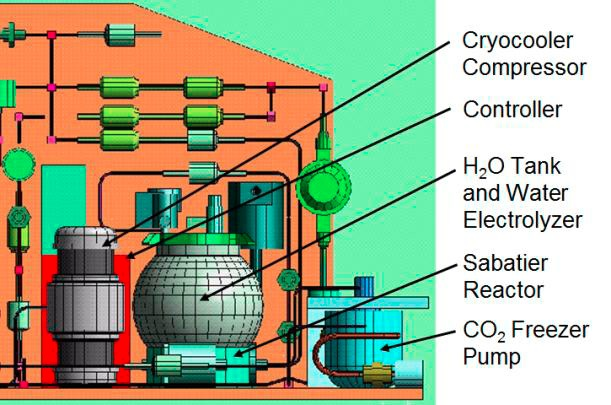 Cryocooler
Compressor
Controller
H₂O Tank
and Water
Electrolyzer
Sabatier
Reactor
CO₂ Freezer
Pump